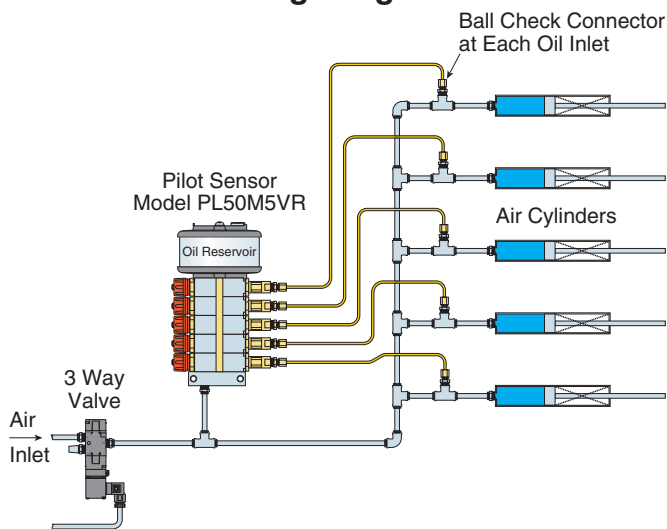 Ball Check Connector
at Each Oil Inlet
Pilot Sensor
Model PL50M5VR
Oil Reservoir
Air Cylinders
3 Way
Valve
Air
Inlet